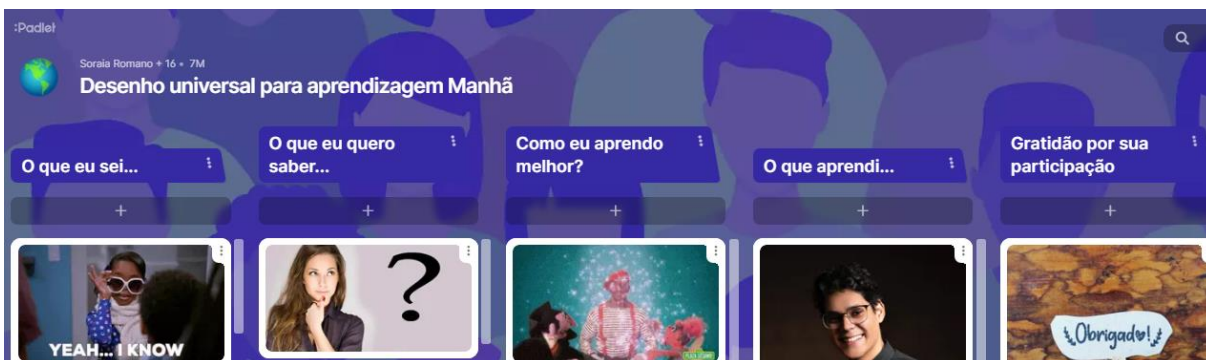 :Padlet
Soraia Romano + 16 • 7M
Desenho universal para aprendizagem Manhã
O que eu sei...
O que eu quero
saber...
Como eu aprendo
melhor?
O que aprendi...
Gratidão por sua
participação
YEAH... I KNOW
?
Obrigado!